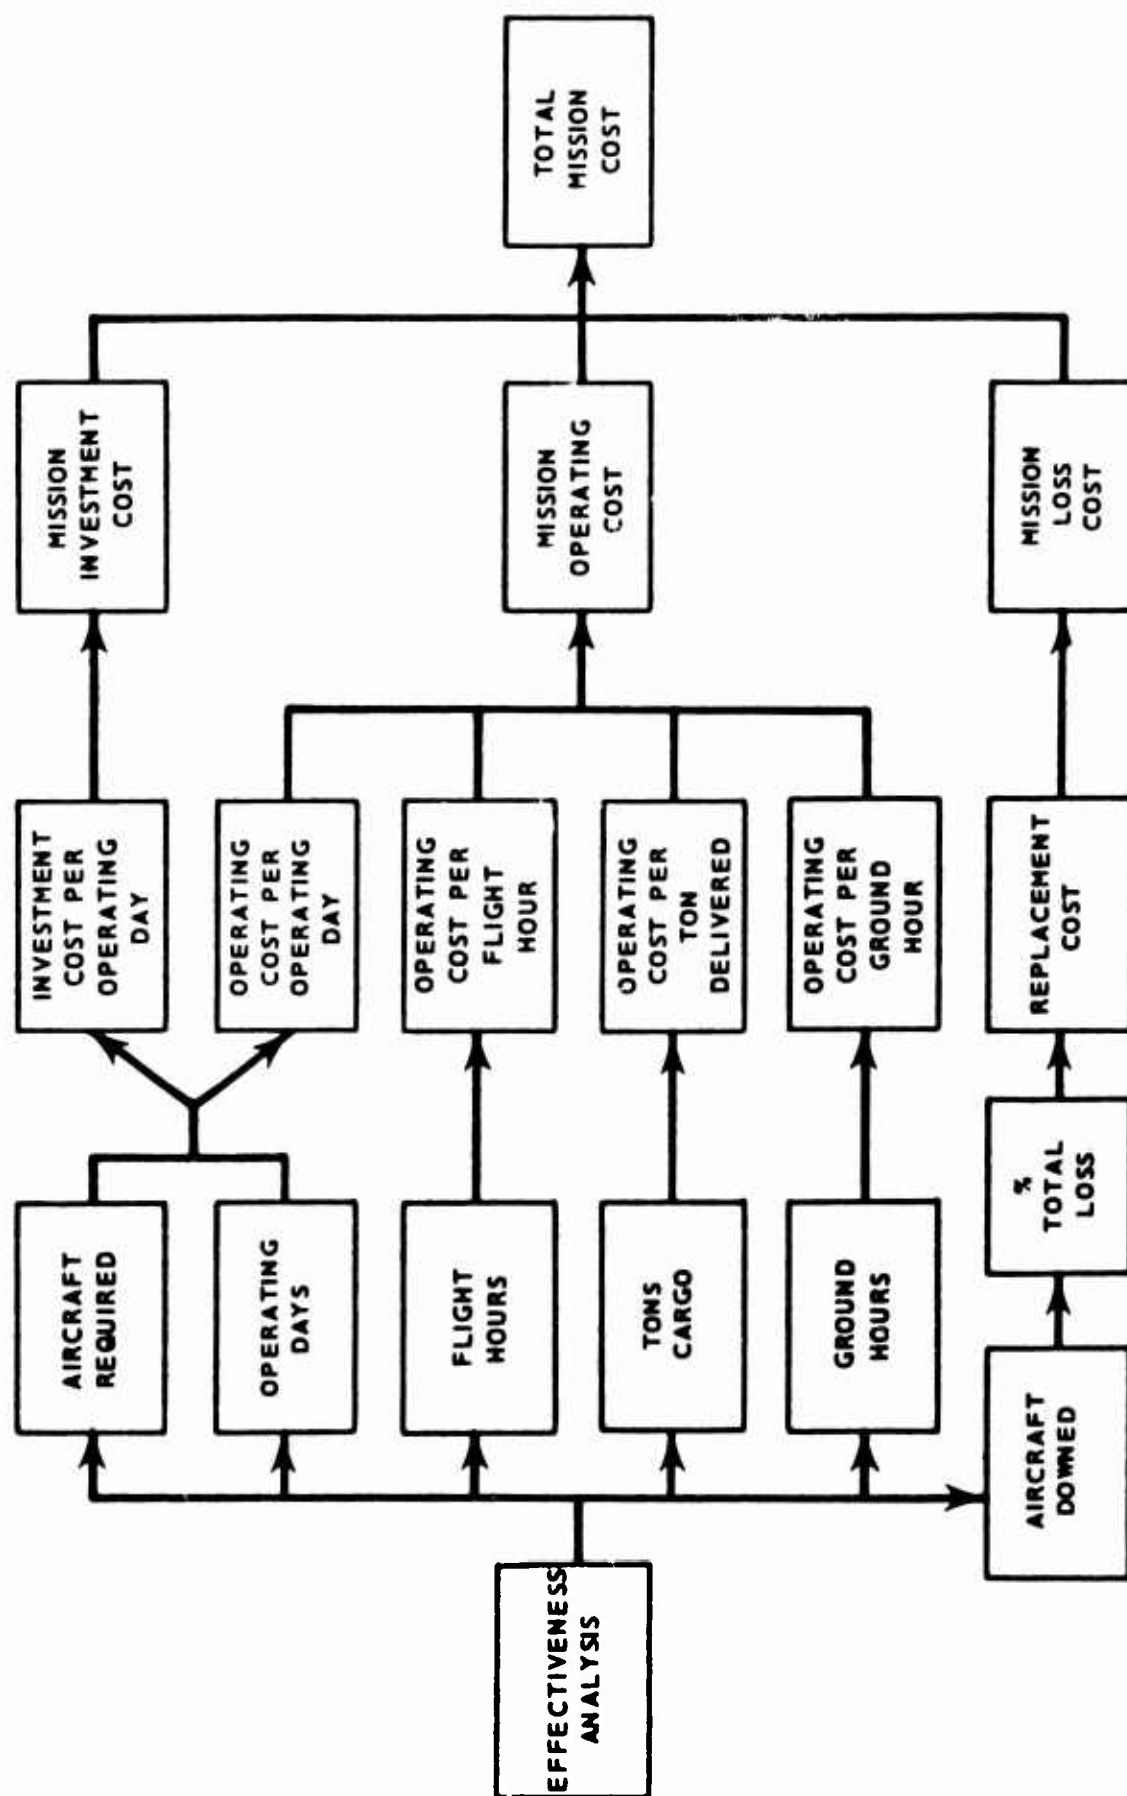 EFFECTIVENESS
ANALYSIS
AIRCRAFT
REQUIRED
OPERATING
DAYS
FLIGHT
HOURS
TONS
CARGO
GROUND
HOURS
AIRCRAFT
DOWNED
%
TOTAL
LOSS
INVESTMENT
COST PER
OPERATING
DAY
OPERATING
COST PER
OPERATING
DAY
OPERATING
COST PER
FLIGHT
HOUR
OPERATING
COST PER
TON
DELIVERED
OPERATING
COST PER
GROUND
HOUR
REPLACEMENT
COST
MISSION
INVESTMENT
COST
MISSION
OPERATING
COST
MISSION
LOSS
COST
TOTAL
MISSION
COST